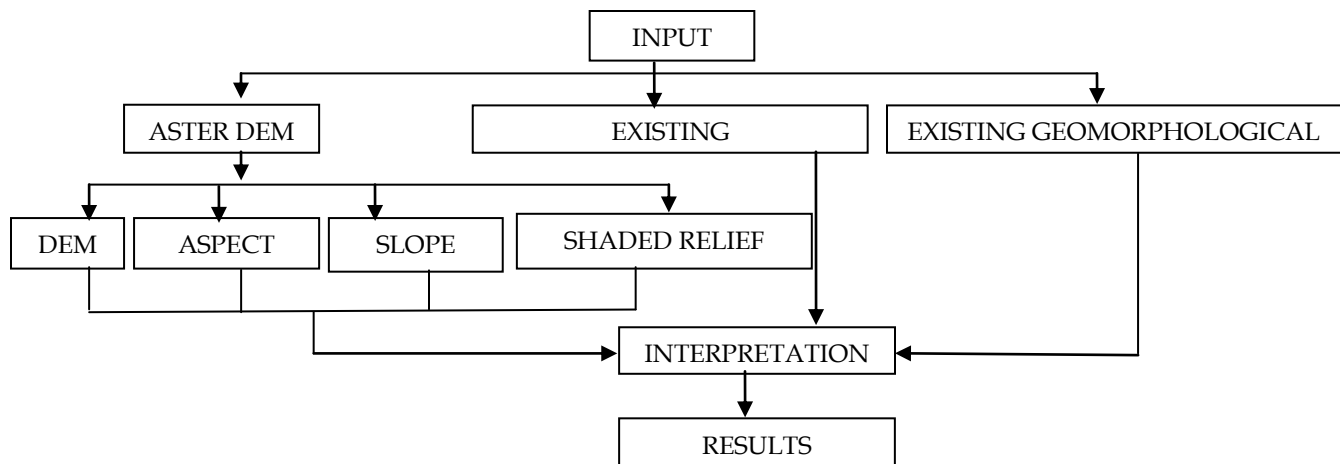 INPUT
ASTER DEM
EXISTING
EXISTING GEOMORPHOLOGICAL
DEM
ASPECT
SLOPE
SHADED RELIEF
INTERPRETATION
RESULTS